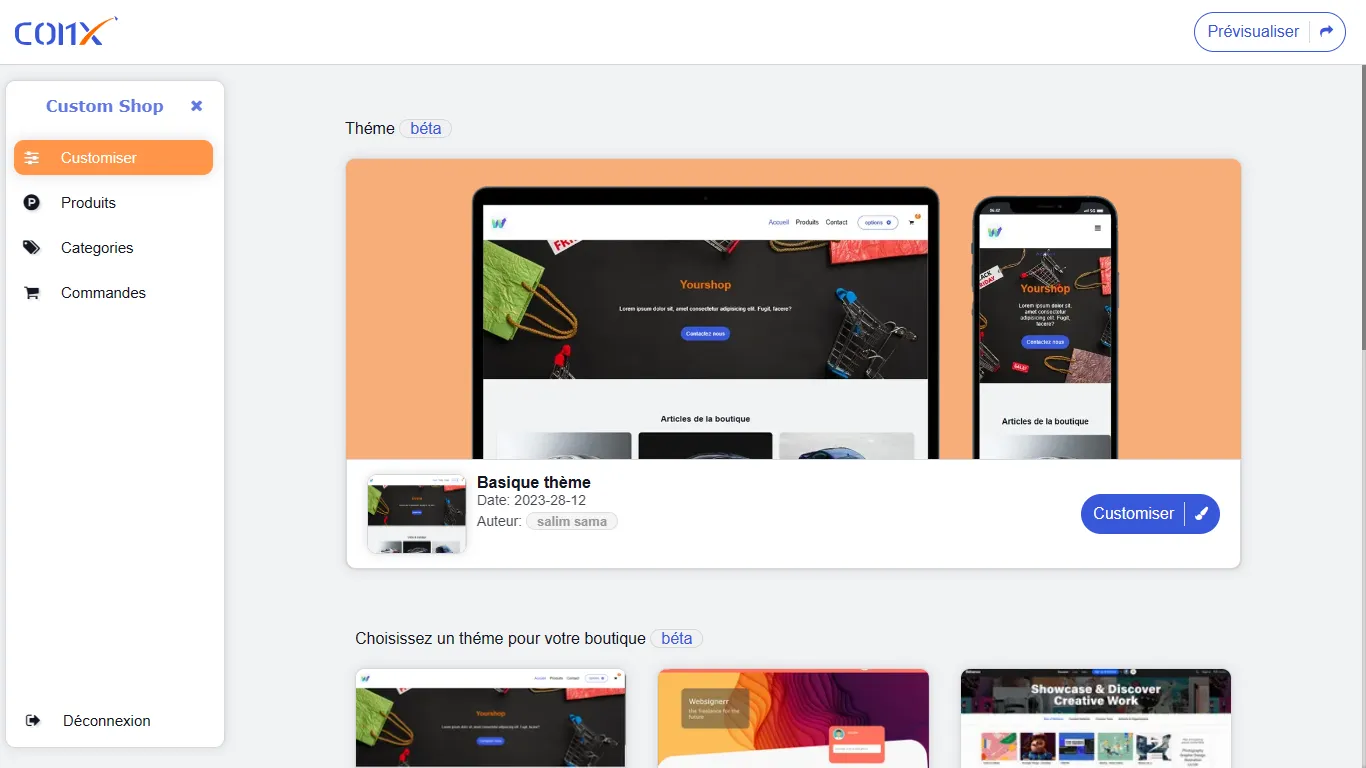 COMX
Prévisualiser
Custom Shop
Customiser
Produits
Categories
Commandes
Déconnexion
Théme béta
Accueil Produits Contact options
Yourshop
Lorem ipsum dolor sit, amet consectetur adipisicing elit. Fugit, facere?
Contactez nous
Articles de la boutique
BLACK
FRIDAY
Yourshop
Lorem ipsum dolor sit,
amet consectetur
adipisicing elit. Fugit,
facere?
Contactez nous
SALE
Articles de la boutique
Basique thème
Date: 2023-28-12
Auteur: salim sama
Customiser
Choisissez un théme pour votre boutique béta
Accueil Produits Contact
Yourshop
Websignerr
the freelance for the
future
Showcase & Discover
Creative Work